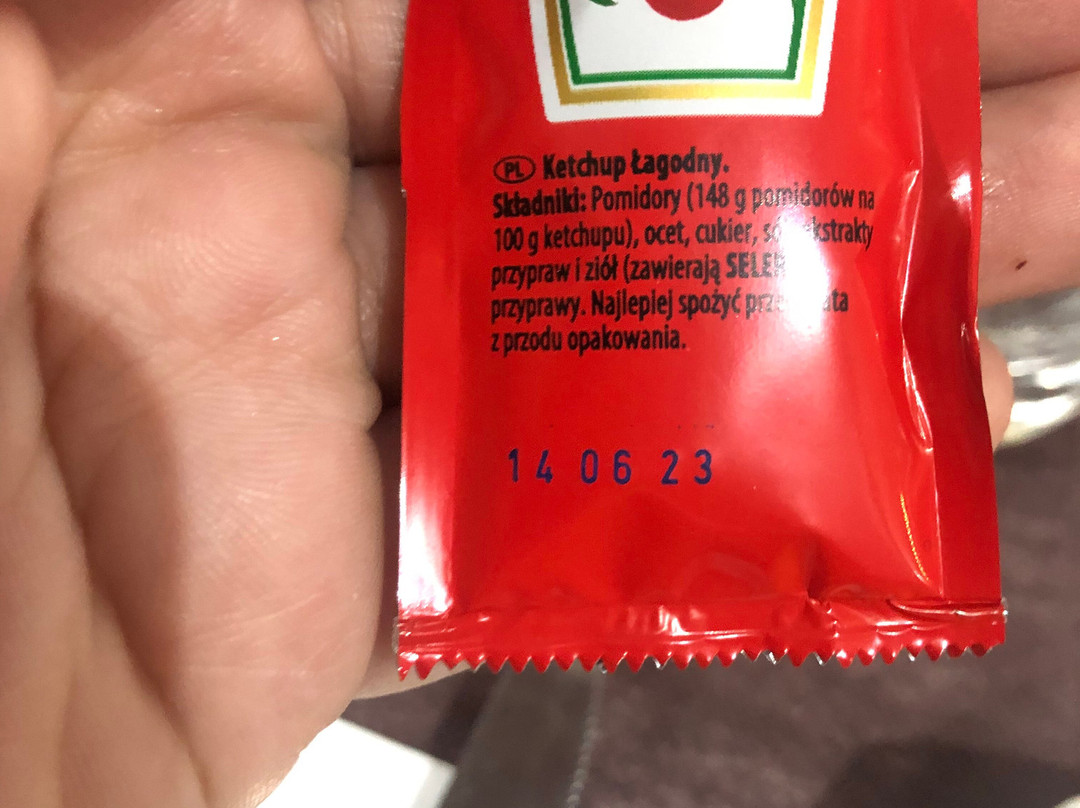 PL Ketchup Łagodny.
Składniki: Pomidory (148 g pomidorów na
100 g ketchupu), ocet, cukier, ekstrakty
przypraw i ziół (zawierają SELER
przyprawy. Najlepiej spożyć
z przodu opakowania.
14 06 23